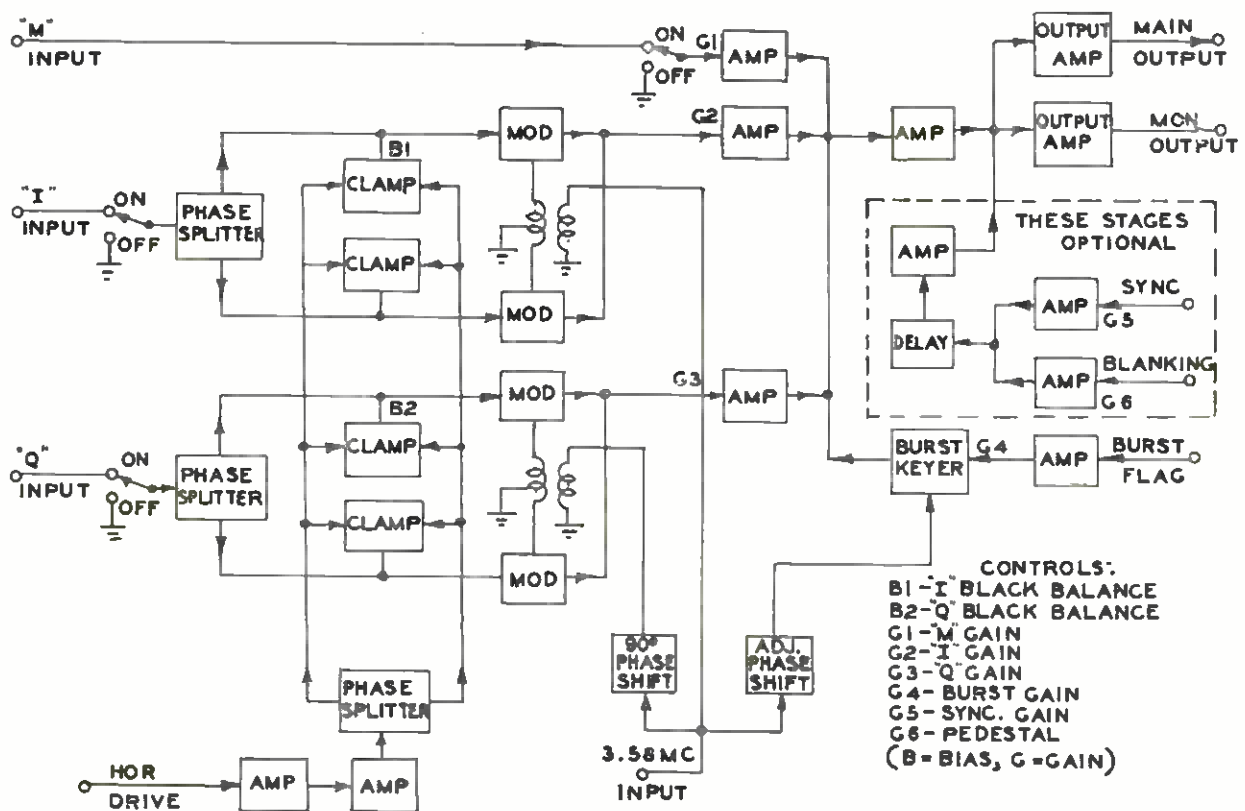 "M"
INPUT
ON
OFF
G1
AMP
OUTPUT
AMP
MAIN
OUTPUT
G2
AMP
AMP
OUTPUT
AMP
MON
OUTPUT
MOD
B1
CLAMP
"I"
INPUT
ON
OFF
PHASE
SPLITTER
CLAMP
MOD
THESE STAGES
OPTIONAL
AMP
DELAY
AMP
G5
SYNC
AMP
G6
BLANKING
MOD
B2
CLAMP
G3
AMP
"Q"
INPUT
ON
OFF
PHASE
SPLITTER
CLAMP
MOD
BURST
KEYER
G4
AMP
BURST
FLAG
90° PHASE SHIFT
ADJ. PHASE SHIFT
PHASE
SPLITTER
HOR
DRIVE
AMP
AMP
3.58MC
INPUT
CONTROLS:
B1-"I" BLACK BALANCE
B2-"Q" BLACK BALANCE
G1-"M" GAIN
G2-"I" GAIN
G3-"Q" GAIN
G4- BURST GAIN
G5-SYNC. GAIN
G6-PEDESTAL
(B=BIAS, G=GAIN)